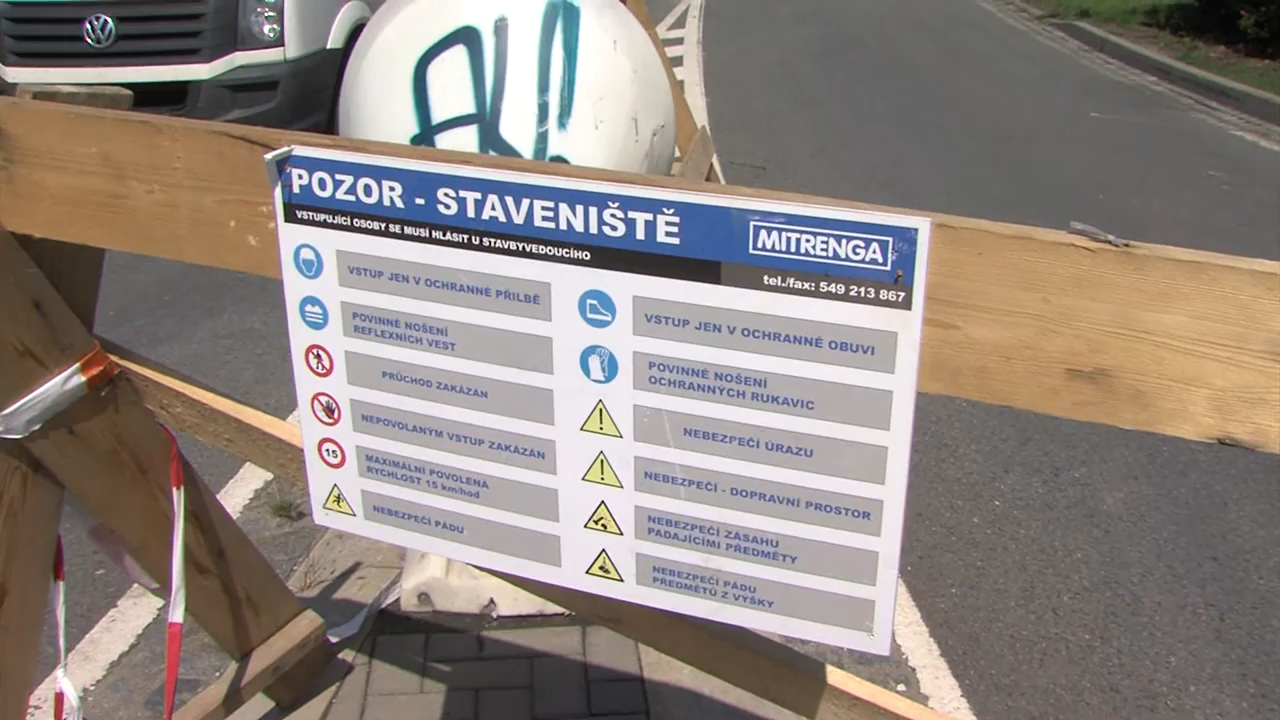 POZOR - STAVENIŠTĚ
VSTUPUJÍCÍ OSOBY SE MUSÍ HLÁSIT U STAVBYVEDOUCÍHO
MITRENGA
tel./fax: 549 213 867
VSTUP JEN V OCHRANNÉ PŘILBĚ
POVINNÉ NOŠENÍ
REFLEXNÍCH VEST
PRŮCHOD ZAKÁZÁN
NEPOVOLANÝM VSTUP ZAKÁZÁN
15
MAXIMÁLNÍ POVOLENÁ
RYCHLOST 15 km/hod
NEBEZPEČÍ PÁDU
VSTUP JEN V OCHRANNÉ OBUVI
POVINNÉ NOŠENÍ
OCHRANNÝCH RUKAVIC
NEBEZPEČÍ ÚRAZU
NEBEZPEČÍ - DOPRAVNÍ PROSTOR
NEBEZPEČÍ ZÁSAHU
PADAJÍCÍMI PŘEDMĚTY
NEBEZPEČÍ PÁDU
PŘEDMĚTŮ Z VÝŠKY